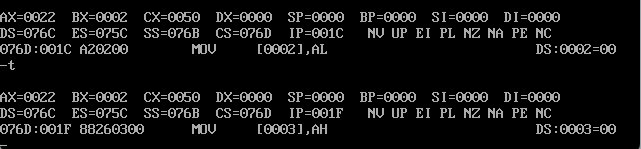 AX=0022  BX=0002  CX=0050  DX=0000  SP=0000  BP=0000  SI=0000  DI=0000
DS=076C  ES=075C  SS=076B  CS=076D  IP=001C   NV UP EI PL NZ NA PE NC
076D:001C A20200        MOV     [0002],AL                          DS:0002=00
-t
AX=0022  BX=0002  CX=0050  DX=0000  SP=0000  BP=0000  SI=0000  DI=0000
DS=076C  ES=075C  SS=076B  CS=076D  IP=001F   NV UP EI PL NZ NA PE NC
076D:001F 88260300      MOV     [0003],AH                          DS:0003=00
-